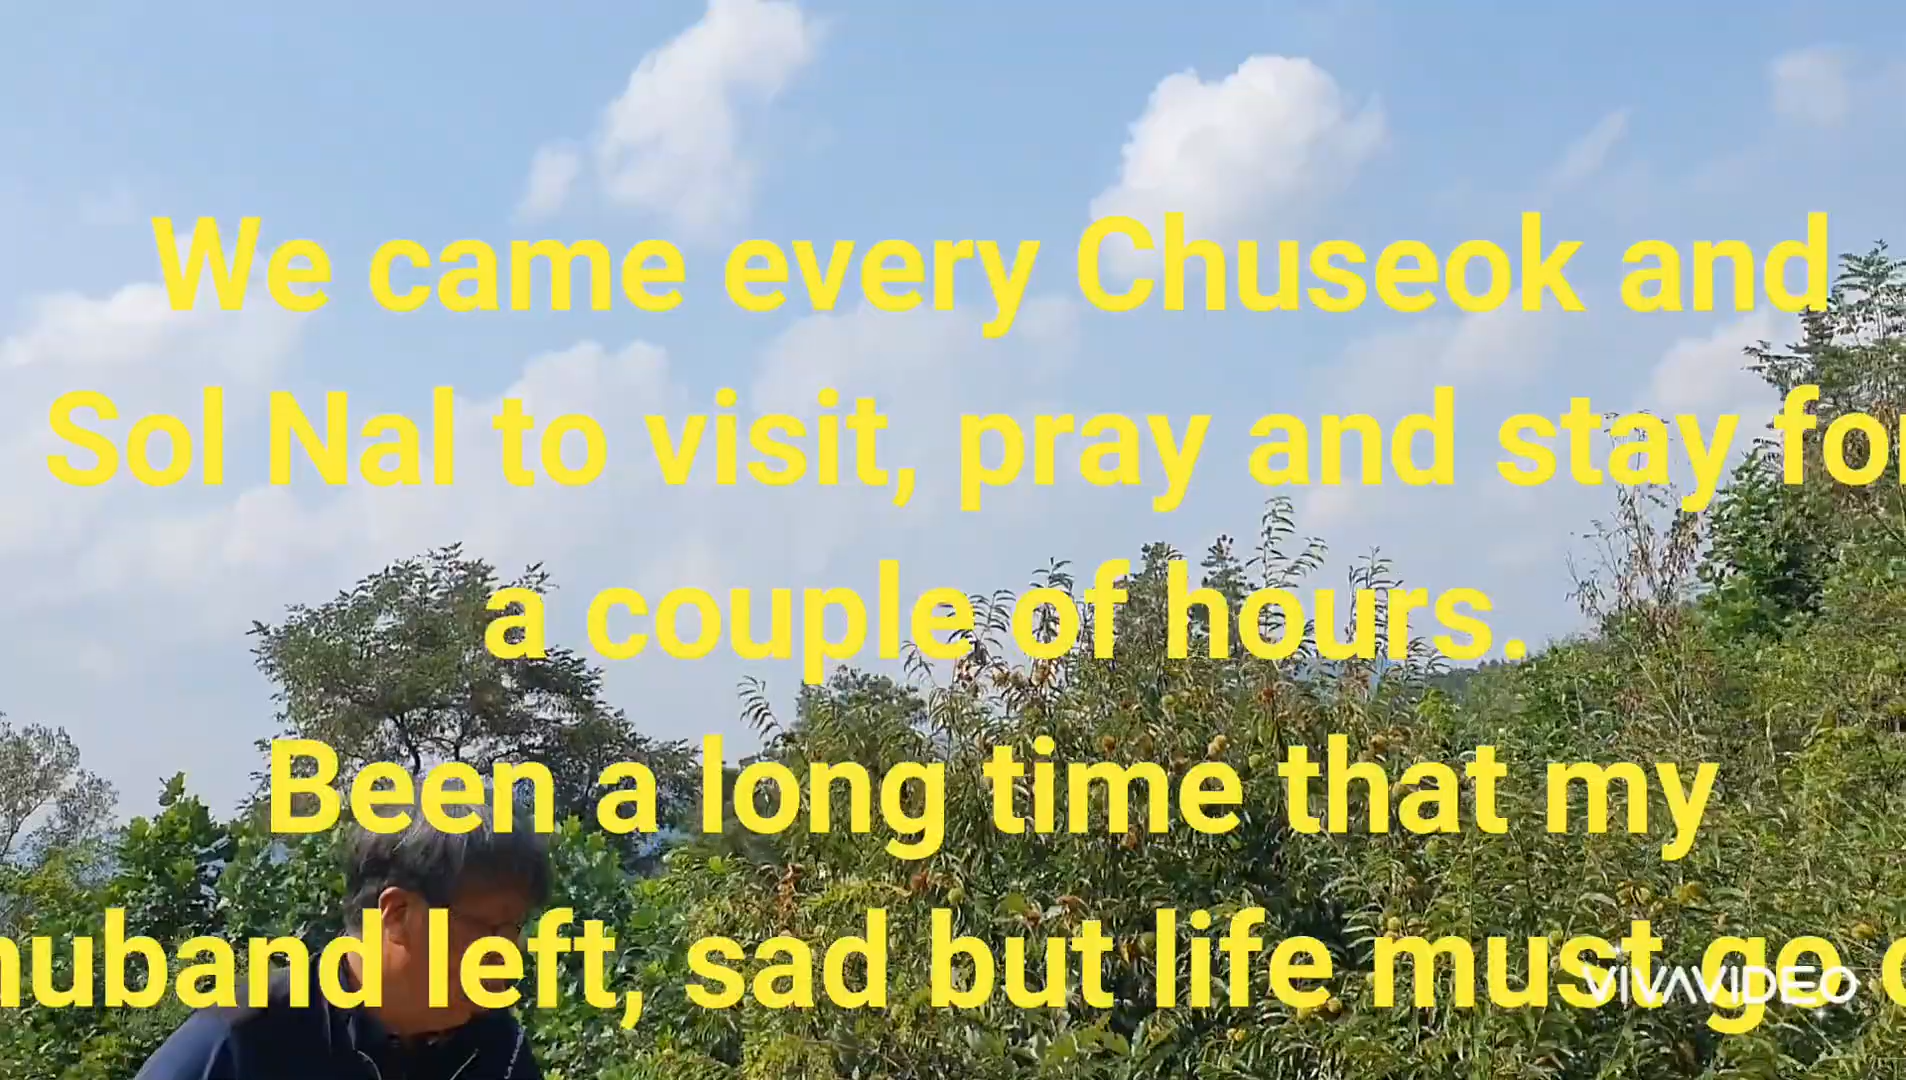 We came every Chuseok and
Sol Nal to visit, pray and stay for
a couple of hours.
Been a long time that my
huband left, sad but life must go
VIVAVIDEO